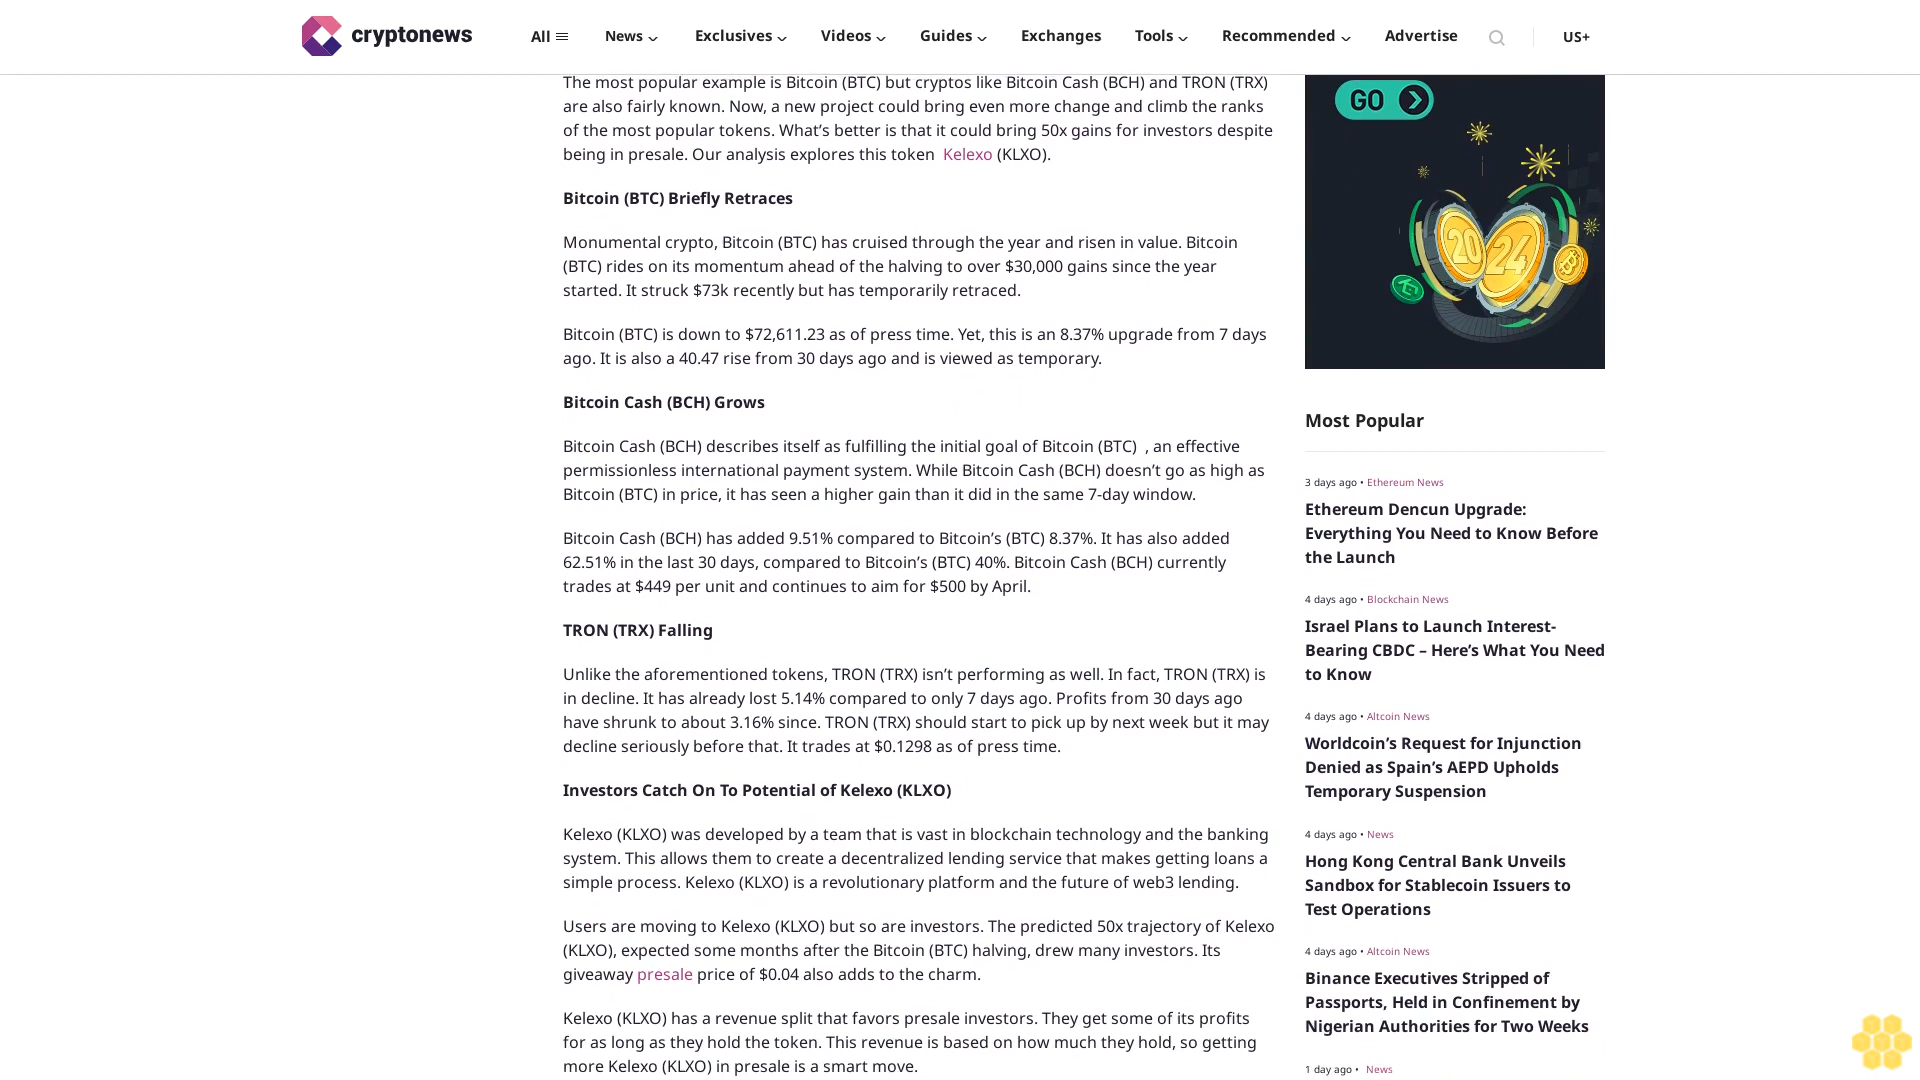 cryptonews
All
News
Exclusives
Videos
Guides
Exchanges
Tools
Recommended
Advertise
US+
The most popular example is Bitcoin (BTC) but cryptos like Bitcoin Cash (BCH) and TRON (TRX)
are also fairly known. Now, a new project could bring even more change and climb the ranks
of the most popular tokens. What’s better is that it could bring 50x gains for investors despite
being in presale. Our analysis explores this token  Kelexo (KLXO).
Bitcoin (BTC) Briefly Retraces
Monumental crypto, Bitcoin (BTC) has cruised through the year and risen in value. Bitcoin
(BTC) rides on its momentum ahead of the halving to over $30,000 gains since the year
started. It struck $73k recently but has temporarily retraced.
Bitcoin (BTC) is down to $72,611.23 as of press time. Yet, this is an 8.37% upgrade from 7 days
ago. It is also a 40.47 rise from 30 days ago and is viewed as temporary.
Bitcoin Cash (BCH) Grows
Bitcoin Cash (BCH) describes itself as fulfilling the initial goal of Bitcoin (BTC)  , an effective
permissionless international payment system. While Bitcoin Cash (BCH) doesn’t go as high as
Bitcoin (BTC) in price, it has seen a higher gain than it did in the same 7-day window.
Bitcoin Cash (BCH) has added 9.51% compared to Bitcoin’s (BTC) 8.37%. It has also added
62.51% in the last 30 days, compared to Bitcoin’s (BTC) 40%. Bitcoin Cash (BCH) currently
trades at $449 per unit and continues to aim for $500 by April.
TRON (TRX) Falling
Unlike the aforementioned tokens, TRON (TRX) isn’t performing as well. In fact, TRON (TRX) is
in decline. It has already lost 5.14% compared to only 7 days ago. Profits from 30 days ago
have shrunk to about 3.16% since. TRON (TRX) should start to pick up by next week but it may
decline seriously before that. It trades at $0.1298 as of press time.
Investors Catch On To Potential of Kelexo (KLXO)
Kelexo (KLXO) was developed by a team that is vast in blockchain technology and the banking
system. This allows them to create a decentralized lending service that makes getting loans a
simple process. Kelexo (KLXO) is a revolutionary platform and the future of web3 lending.
Users are moving to Kelexo (KLXO) but so are investors. The predicted 50x trajectory of Kelexo
(KLXO), expected some months after the Bitcoin (BTC) halving, drew many investors. Its
giveaway presale price of $0.04 also adds to the charm.
Kelexo (KLXO) has a revenue split that favors presale investors. They get some of its profits
for as long as they hold the token. This revenue is based on how much they hold, so getting
more Kelexo (KLXO) in presale is a smart move.
GO
20
24
Most Popular
3 days ago • Ethereum News
Ethereum Dencun Upgrade:
Everything You Need to Know Before
the Launch
4 days ago • Blockchain News
Israel Plans to Launch Interest-
Bearing CBDC – Here’s What You Need
to Know
4 days ago • Altcoin News
Worldcoin’s Request for Injunction
Denied as Spain’s AEPD Upholds
Temporary Suspension
4 days ago • News
Hong Kong Central Bank Unveils
Sandbox for Stablecoin Issuers to
Test Operations
4 days ago • Altcoin News
Binance Executives Stripped of
Passports, Held in Confinement by
Nigerian Authorities for Two Weeks
1 day ago • News